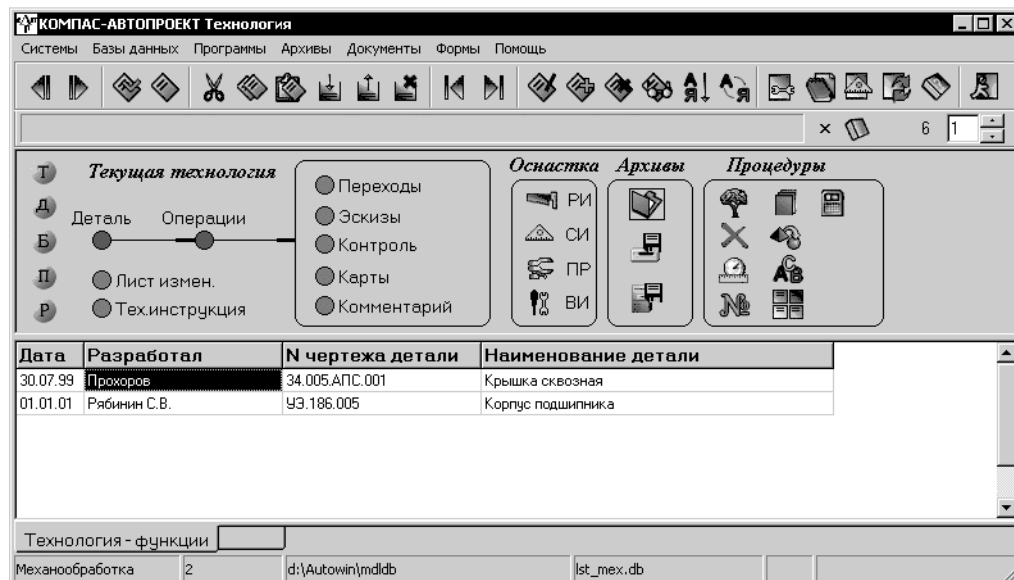 КОМПАС-АВТОПРОЕКТ Технология
Системы Базы данных Программы Архивы Документы Формы Помощь
6 1
Текущая технология Оснастка Архивы Процедуры
Т
Д
Б
П
Р
Деталь Операции
Лист измен.
Тех.инструкция
Переходы
Эскизы
Контроль
Карты
Комментарий
РИ
СИ
ПР
ВИ
Дата Разработал N чертежа детали Наименование детали
30.07.99 Прохоров 34.005.АПС.001 Крышка сквозная
01.01.01 Рябинин С.В. УЭ.186.005 Корпус подшипника
Технология - функции
Механообработка 2 d:\Autowin\mdldb lst_mex.db